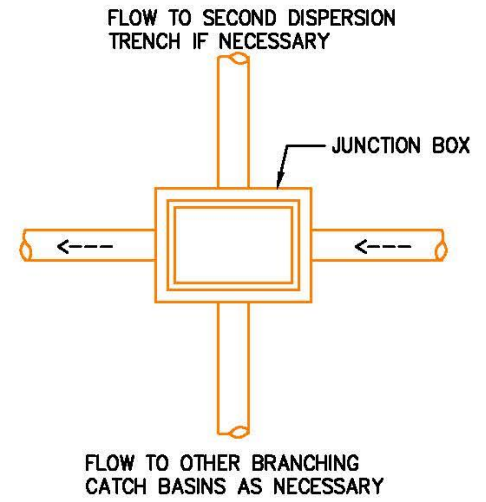 FLOW TO SECOND DISPERSION
TRENCH IF NECESSARY
JUNCTION BOX
FLOW TO OTHER BRANCHING
CATCH BASINS AS NECESSARY